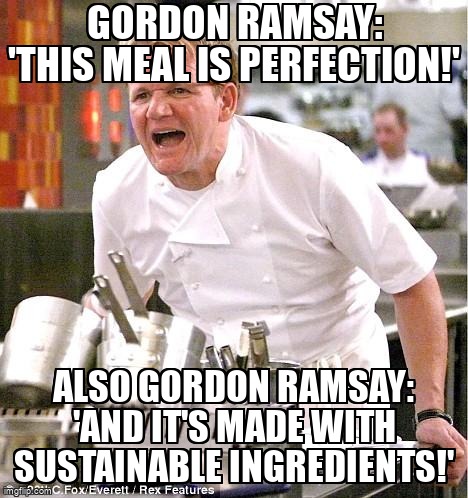 GORDON RAMSAY:
'THIS MEAL IS PERFECTION!'
ALSO GORDON RAMSAY:
'AND IT'S MADE WITH
SUSTAINABLE INGREDIENTS!'
imgflip.com
C.Fox/Everett / Rex Features